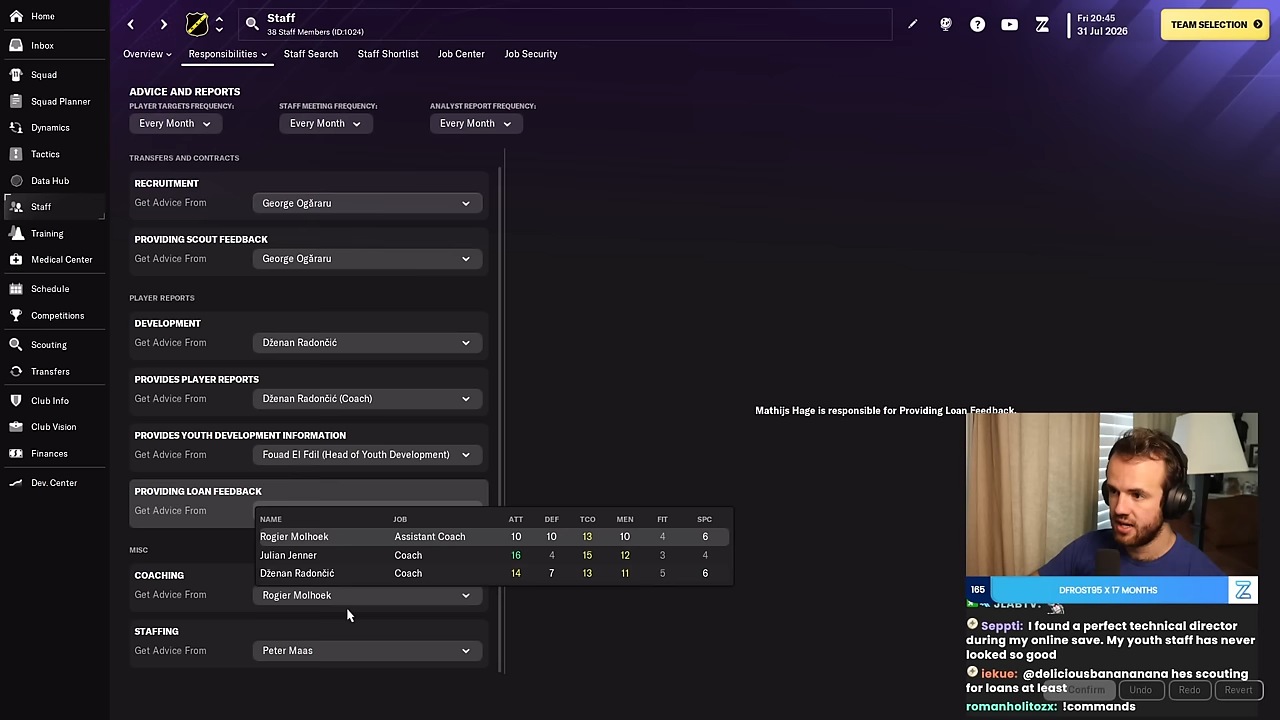 Home
Inbox
Squad
Squad Planner
Dynamics
Tactics
Data Hub
Staff
Training
Medical Center
Schedule
Competitions
Scouting
Transfers
Club Info
Club Vision
Finances
Dev. Center
Staff
38 Staff Members (ID:1024)
Fri 20:45
31 Jul 2026
TEAM SELECTION
Overview
Responsibilities
Staff Search
Staff Shortlist
Job Center
Job Security
ADVICE AND REPORTS
PLAYER TARGETS FREQUENCY: STAFF MEETING FREQUENCY: ANALYST REPORT FREQUENCY:
Every Month Every Month Every Month
TRANSFERS AND CONTRACTS
RECRUITMENT
Get Advice From George Ogăraru
PROVIDING SCOUT FEEDBACK
Get Advice From George Ogăraru
PLAYER REPORTS
DEVELOPMENT
Get Advice From Dženan Radončić
PROVIDES PLAYER REPORTS
Get Advice From Dženan Radončić (Coach)
PROVIDES YOUTH DEVELOPMENT INFORMATION
Get Advice From Fouad El Fdil (Head of Youth Development)
PROVIDING LOAN FEEDBACK
Get Advice From
NAME JOB ATT DEF TCO MEN FIT SPC
Rogier Molhoek Assistant Coach 10 10 13 10 4 6
Julian Jenner Coach 16 4 15 12 3 4
Dženan Radončić Coach 14 7 13 11 5 6
MISC
COACHING
Get Advice From Rogier Molhoek
STAFFING
Get Advice From Peter Maas
Mathijs Hage is responsible for Providing Loan Feedback.
165 DFROST95 X 17 MONTHS
Seppti: I found a perfect technical director
during my online save. My youth staff has never
looked so good
iekue: @deliciousbanananana hes scouting
for loans at least
Confirm Undo Redo Revert
romanholitozx: !commands